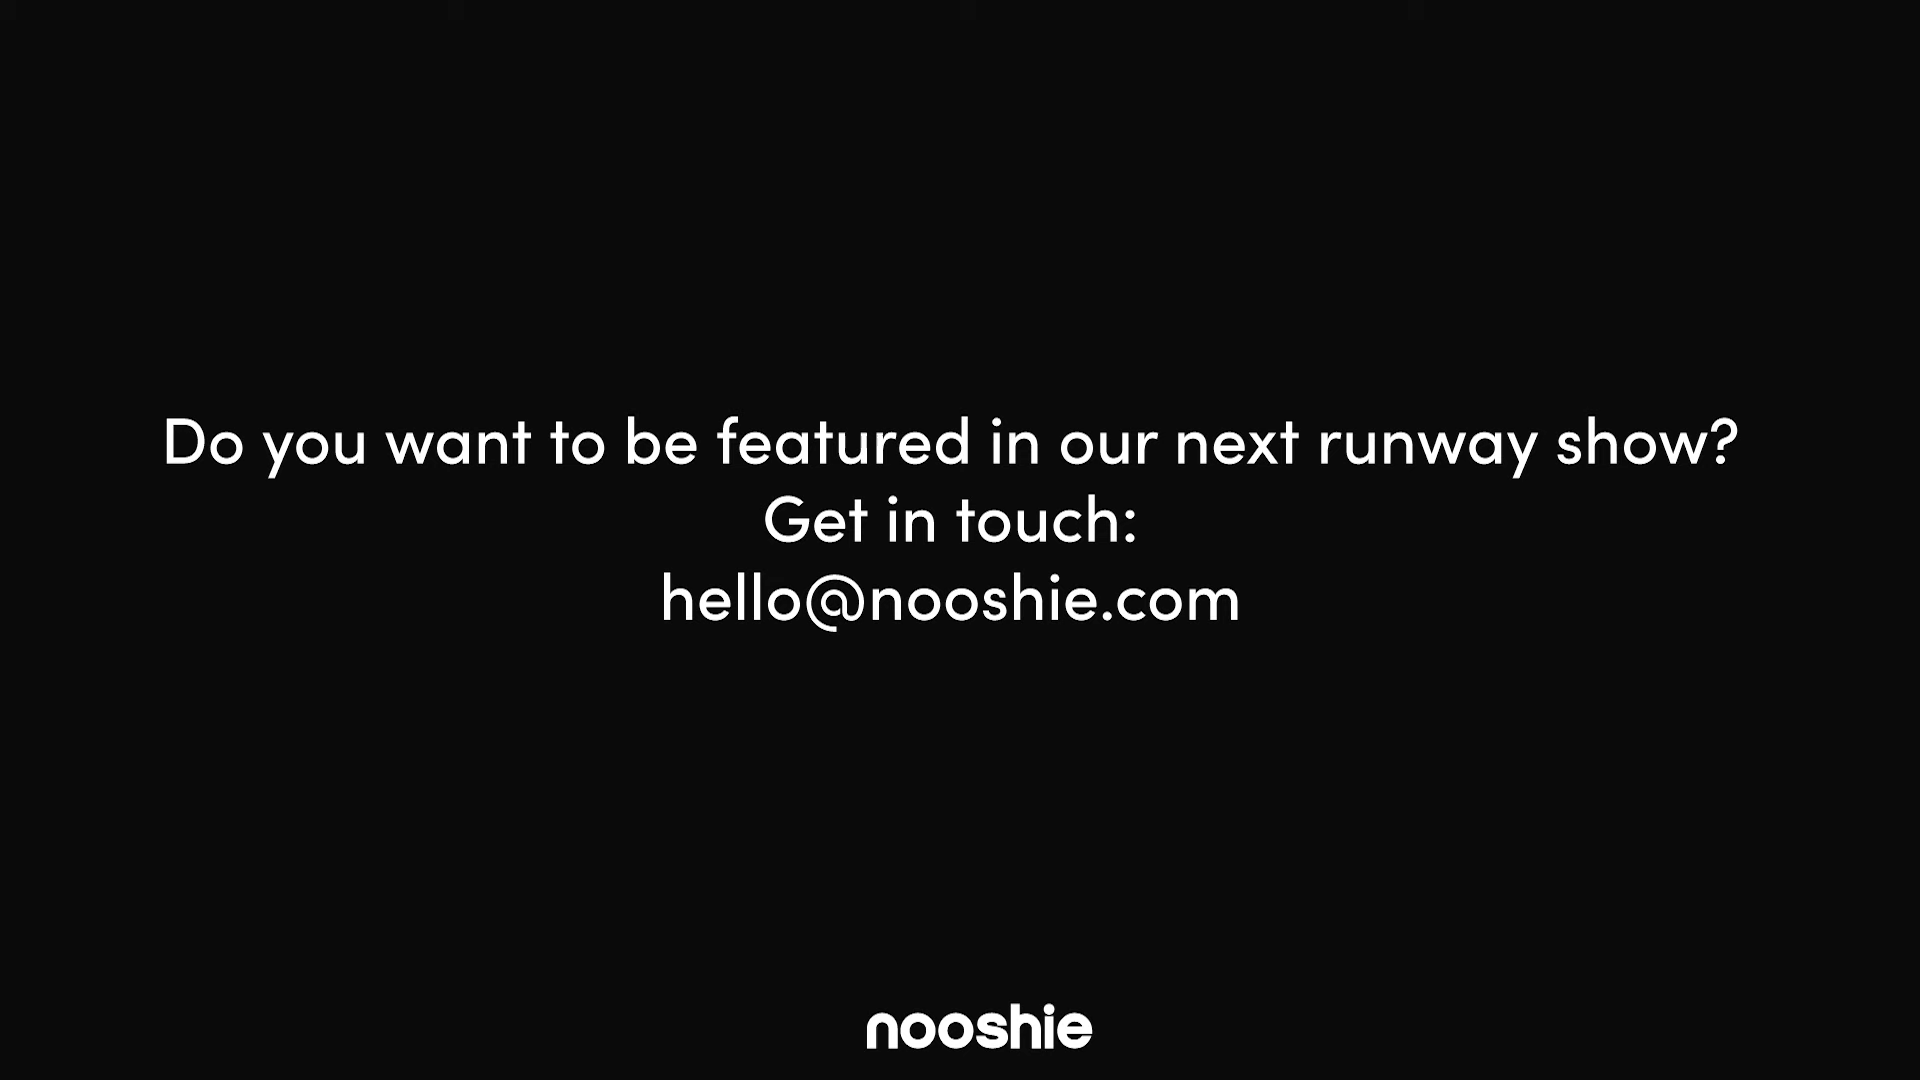 Do you want to be featured in our next runway show?
Get in touch:
hello@nooshie.com
nooshie